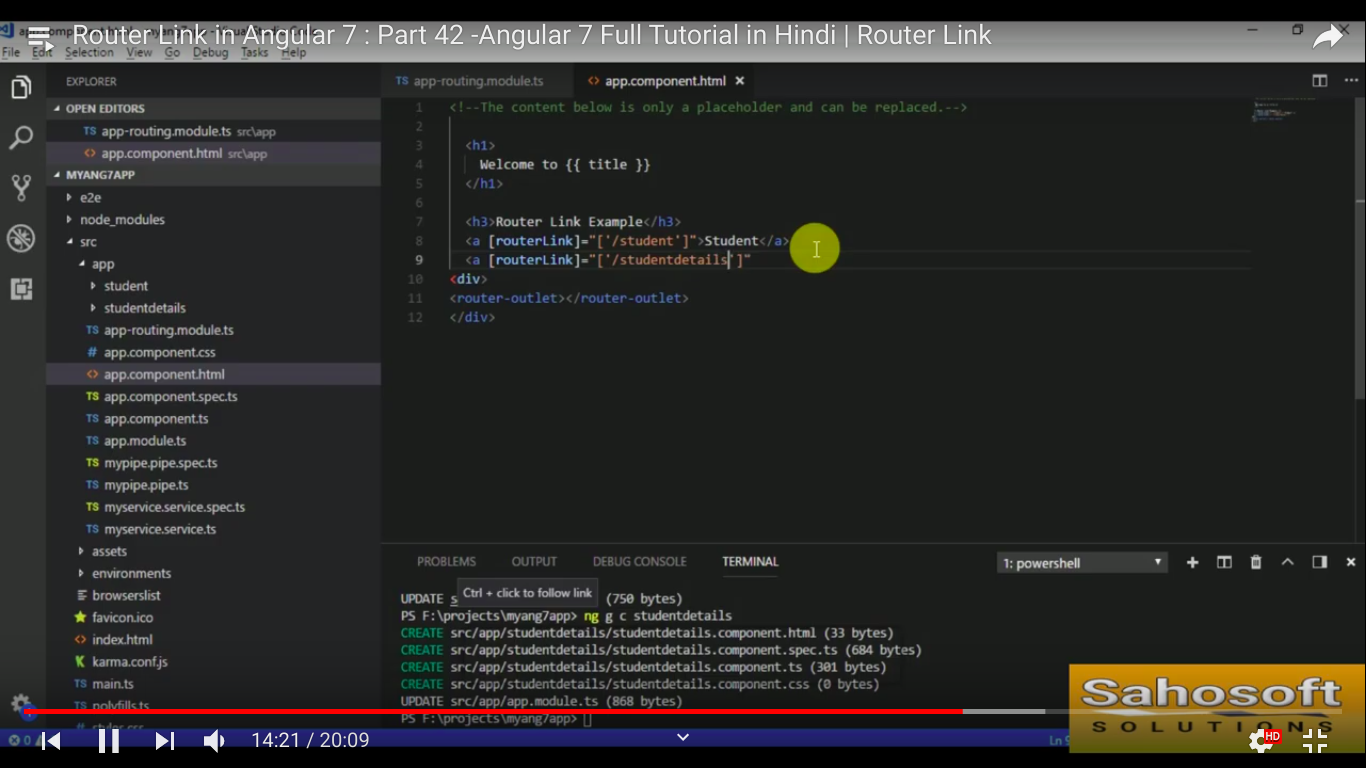 Router Link in Angular 7 : Part 42 -Angular 7 Full Tutorial in Hindi | Router Link
File Edit Selection View Go Debug Tasks Help
EXPLORER
OPEN EDITORS
TS app-routing.module.ts src\app
<> app.component.html src\app
MYANG7APP
e2e
node_modules
src
app
student
studentdetails
TS app-routing.module.ts
# app.component.css
<> app.component.html
TS app.component.spec.ts
TS app.component.ts
TS app.module.ts
TS mypipe.pipe.spec.ts
TS mypipe.pipe.ts
TS myservice.service.spec.ts
TS myservice.service.ts
assets
environments
browserslist
favicon.ico
<> index.html
K karma.conf.js
TS main.ts
TS polyfills.ts
# styles.css
TS app-routing.module.ts
<> app.component.html ×
1 <!--The content below is only a placeholder and can be replaced.-->
2
3 <h1>
4 Welcome to {{ title }}
5 </h1>
6
7 <h3>Router Link Example</h3>
8 <a [routerLink]="['/student']">Student</a>
9 <a [routerLink]="['/studentdetails']"
10 <div>
11 <router-outlet></router-outlet>
12 </div>
PROBLEMS OUTPUT DEBUG CONSOLE TERMINAL
1: powershell
Ctrl + click to follow link
UPDATE s (750 bytes)
PS F:\projects\myang7app> ng g c studentdetails
CREATE src/app/studentdetails/studentdetails.component.html (33 bytes)
CREATE src/app/studentdetails/studentdetails.component.spec.ts (684 bytes)
CREATE src/app/studentdetails/studentdetails.component.ts (301 bytes)
CREATE src/app/studentdetails/studentdetails.component.css (0 bytes)
UPDATE src/app/app.module.ts (868 bytes)
PS F:\projects\myang7app>
Sahosoft
SOLUTIONS
14:21 / 20:09
HD